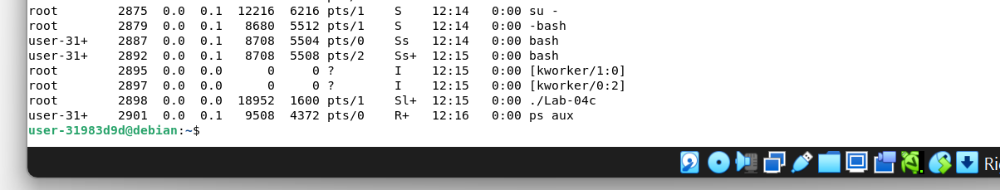 root        2875  0.0  0.1  12216  6216 pts/1    S    12:14   0:00 su -
root        2879  0.0  0.1   8680  5512 pts/1    S    12:14   0:00 -bash
user-31+    2887  0.0  0.1   8708  5504 pts/0    Ss   12:14   0:00 bash
user-31+    2892  0.0  0.1   8708  5508 pts/2    Ss+  12:15   0:00 bash
root        2895  0.0  0.0      0     0 ?        I    12:15   0:00 [kworker/1:0]
root        2897  0.0  0.0      0     0 ?        I    12:15   0:00 [kworker/0:2]
root        2898  0.0  0.0  18952  1600 pts/1    Sl+  12:15   0:00 ./Lab-04c
user-31+    2901  0.0  0.1   9508  4372 pts/0    R+   12:16   0:00 ps aux
user-31983d9d@debian:~$